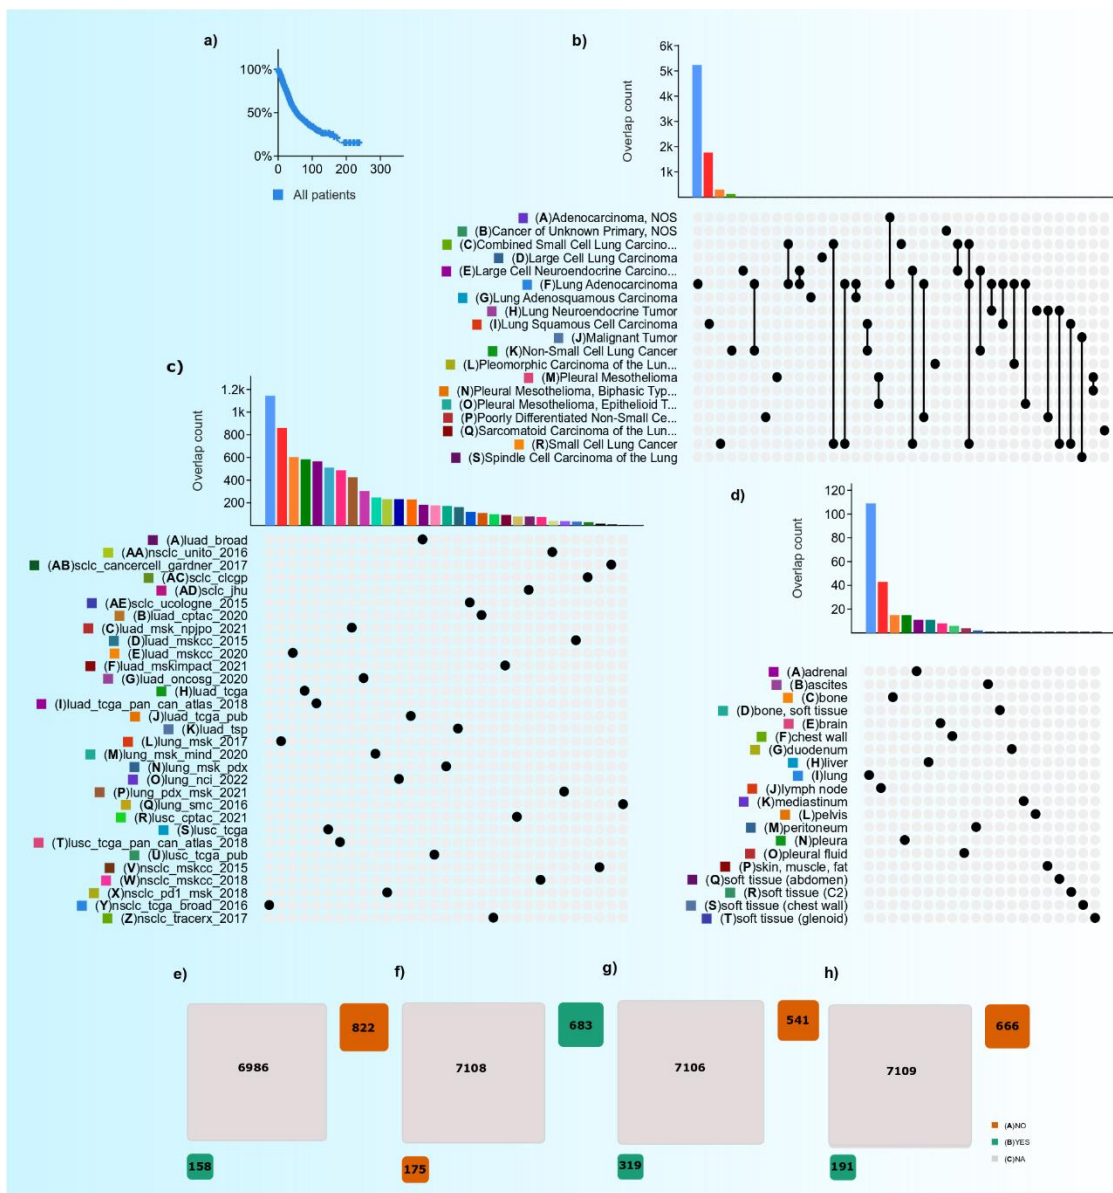 a)
100%
50%
0%
0 100 200 300
All patients
b)
6k
5k
4k
3k
2k
1k
Overlap count
(A)Adenocarcinoma, NOS
(B)Cancer of Unknown Primary, NOS
(C)Combined Small Cell Lung Carcino...
(D)Large Cell Lung Carcinoma
(E)Large Cell Neuroendocrine Carcino...
(F)Lung Adenocarcinoma
(G)Lung Adenosquamous Carcinoma
(H)Lung Neuroendocrine Tumor
(I)Lung Squamous Cell Carcinoma
(J)Malignant Tumor
(K)Non-Small Cell Lung Cancer
(L)Pleomorphic Carcinoma of the Lun...
(M)Pleural Mesothelioma
(N)Pleural Mesothelioma, Biphasic Typ...
(O)Pleural Mesothelioma, Epithelioid T...
(P)Poorly Differentiated Non-Small Ce...
(Q)Sarcomatoid Carcinoma of the Lun...
(R)Small Cell Lung Cancer
(S)Spindle Cell Carcinoma of the Lung
c)
1.2k
1k
800
600
400
200
Overlap count
(A)luad_broad
(AA)nsclc_unito_2016
(AB)sclc_cancercell_gardner_2017
(AC)sclc_clcgp
(AD)sclc_jhu
(AE)sclc_ucologne_2015
(B)luad_cptac_2020
(C)luad_msk_npjpo_2021
(D)luad_mskcc_2015
(E)luad_mskcc_2020
(F)luad_mskimpact_2021
(G)luad_oncosg_2020
(H)luad_tcga
(I)luad_tcga_pan_can_atlas_2018
(J)luad_tcga_pub
(K)luad_tsp
(L)lung_msk_2017
(M)lung_msk_mind_2020
(N)lung_msk_pdx
(O)lung_nci_2022
(P)lung_pdx_msk_2021
(Q)lung_smc_2016
(R)lusc_cptac_2021
(S)lusc_tcga
(T)lusc_tcga_pan_can_atlas_2018
(U)lusc_tcga_pub
(V)nsclc_mskcc_2015
(W)nsclc_mskcc_2018
(X)nsclc_pd1_msk_2018
(Y)nsclc_tcga_broad_2016
(Z)nsclc_tracerx_2017
d)
120
100
80
60
40
20
Overlap count
(A)adrenal
(B)ascites
(C)bone
(D)bone, soft tissue
(E)brain
(F)chest wall
(G)duodenum
(H)liver
(I)lung
(J)lymph node
(K)mediastinum
(L)pelvis
(M)peritoneum
(N)pleura
(O)pleural fluid
(P)skin, muscle, fat
(Q)soft tissue (abdomen)
(R)soft tissue (C2)
(S)soft tissue (chest wall)
(T)soft tissue (glenoid)
e)
6986
822
158
f)
7108
683
175
g)
7106
541
319
h)
7109
666
191
(A)NO
(B)YES
(C)NA